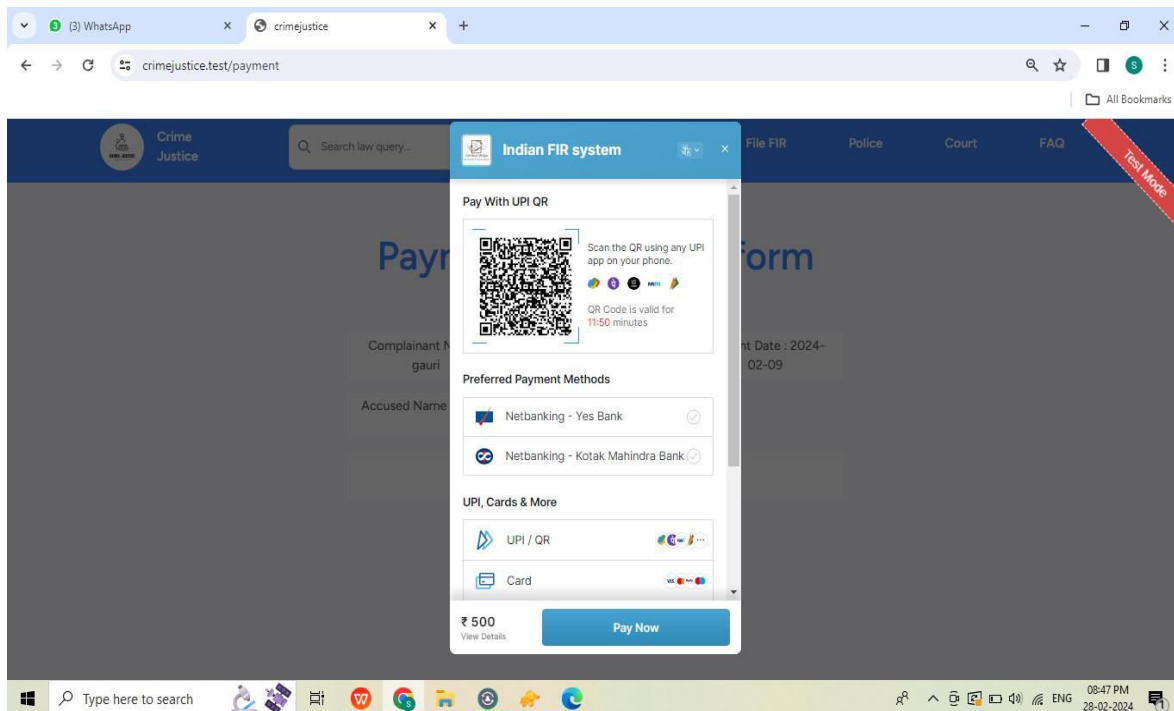 (3) WhatsApp
crimejustice
crimejustice.test/payment
S
All Bookmarks
Crime
Justice
Search law query...
Indian FIR system
File FIR
Police
Court
FAQ
Test Mode
Paym
orm
Pay With UPI QR
Scan the QR using any UPI
app on your phone.
QR Code is valid for
11:50 minutes
Complainant N
gauri
nt Date : 2024-
02-09
Accused Name
Preferred Payment Methods
Netbanking - Yes Bank
Netbanking - Kotak Mahindra Bank
UPI, Cards & More
UPI / QR
Card
₹ 500
View Details
Pay Now
Type here to search
ENG
08:47 PM
28-02-2024